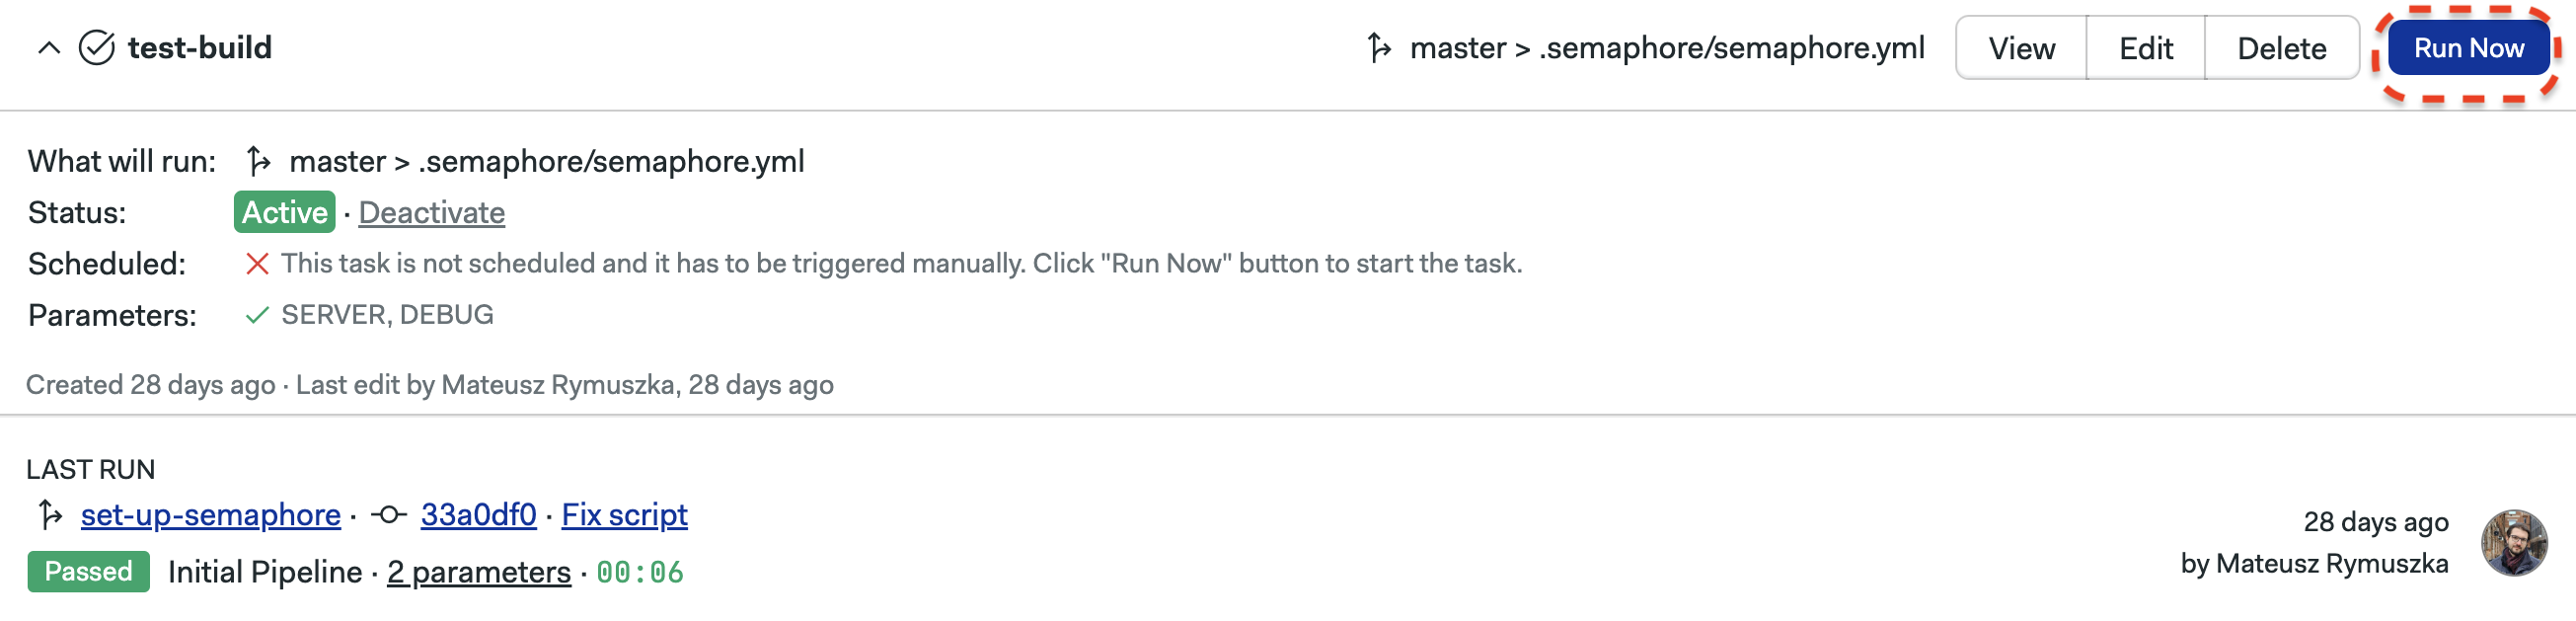 test-build master > .semaphore/semaphore.yml View Edit Delete Run Now
What will run: master > .semaphore/semaphore.yml
Status: Active · Deactivate
Scheduled: This task is not scheduled and it has to be triggered manually. Click "Run Now" button to start the task.
Parameters: SERVER, DEBUG
Created 28 days ago · Last edit by Mateusz Rymuszka, 28 days ago
LAST RUN
set-up-semaphore · 33a0df0 · Fix script
28 days ago
Passed Initial Pipeline · 2 parameters · 00:06
by Mateusz Rymuszka